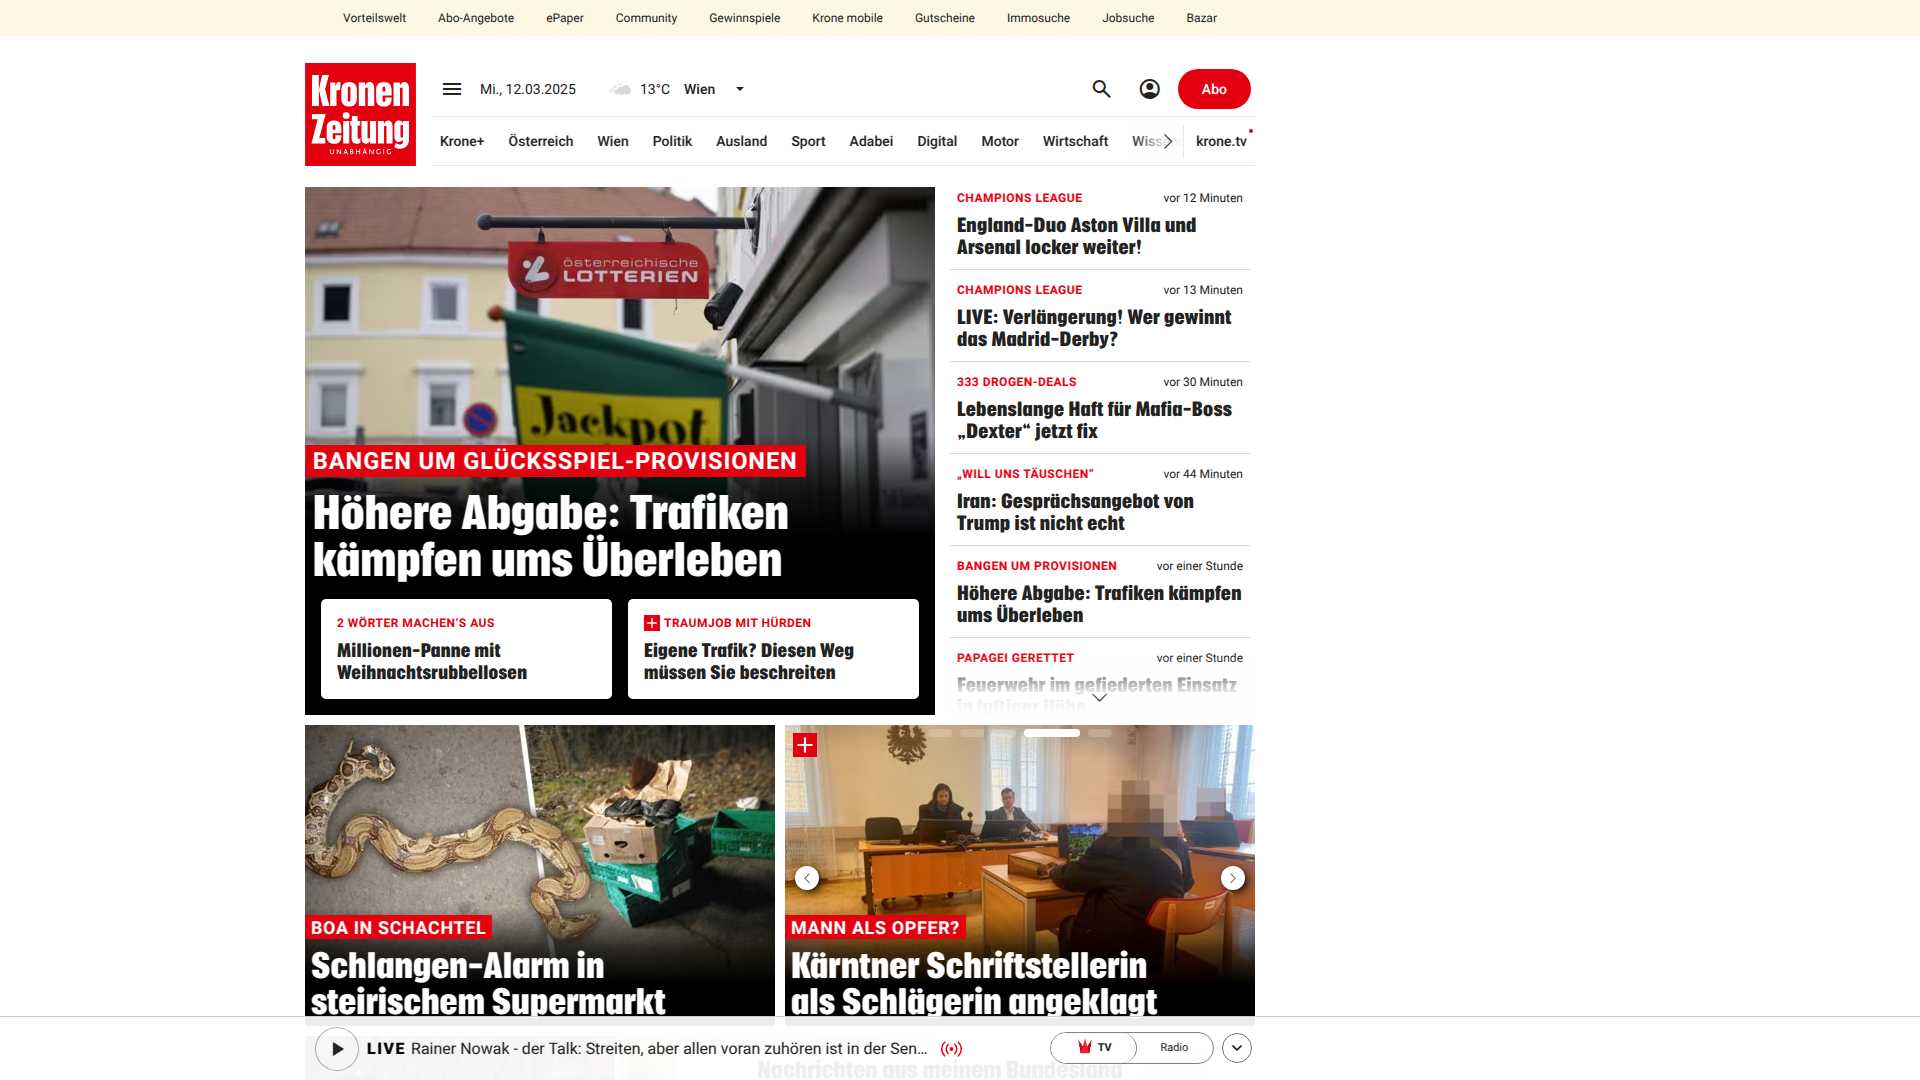 Vorteilswelt
Abo-Angebote
ePaper
Community
Gewinnspiele
Krone mobile
Gutscheine
Immosuche
Jobsuche
Bazar
Kronen
Zeitung
UNABHÄNGIG
Mi., 12.03.2025
13°C
Wien
Abo
Krone+
Österreich
Wien
Politik
Ausland
Sport
Adabei
Digital
Motor
Wirtschaft
krone.tv
österreichische
LOTTERIEN
Jackpot
BANGEN UM GLÜCKSSPIEL-PROVISIONEN
Höhere Abgabe: Trafiken
kämpfen ums Überleben
2 WÖRTER MACHEN'S AUS
Millionen-Panne mit
Weihnachtsrubbellosen
TRAUMJOB MIT HÜRDEN
Eigene Trafik? Diesen Weg
müssen Sie beschreiten
CHAMPIONS LEAGUE
vor 12 Minuten
England-Duo Aston Villa und
Arsenal locker weiter!
CHAMPIONS LEAGUE
vor 13 Minuten
LIVE: Verlängerung! Wer gewinnt
das Madrid-Derby?
333 DROGEN-DEALS
vor 30 Minuten
Lebenslange Haft für Mafia-Boss
„Dexter“ jetzt fix
„WILL UNS TÄUSCHEN“
vor 44 Minuten
Iran: Gesprächsangebot von
Trump ist nicht echt
BANGEN UM PROVISIONEN
vor einer Stunde
Höhere Abgabe: Trafiken kämpfen
ums Überleben
PAPAGEI GERETTET
vor einer Stunde
Feuerwehr im gefiederten Einsatz
in luftiger Höhe
BOA IN SCHACHTEL
Schlangen-Alarm in
steirischem Supermarkt
MANN ALS OPFER?
Kärntner Schriftstellerin
als Schlägerin angeklagt
LIVE Rainer Nowak - der Talk: Streiten, aber allen voran zuhören ist in der Sen...
TV
Radio
Nachrichten aus meinem Bundesland